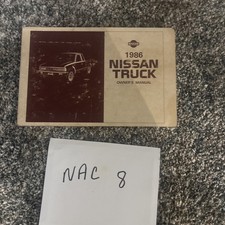 NISSAN
1986
NISSAN
TRUCK
OWNER'S MANUAL
NAC 8